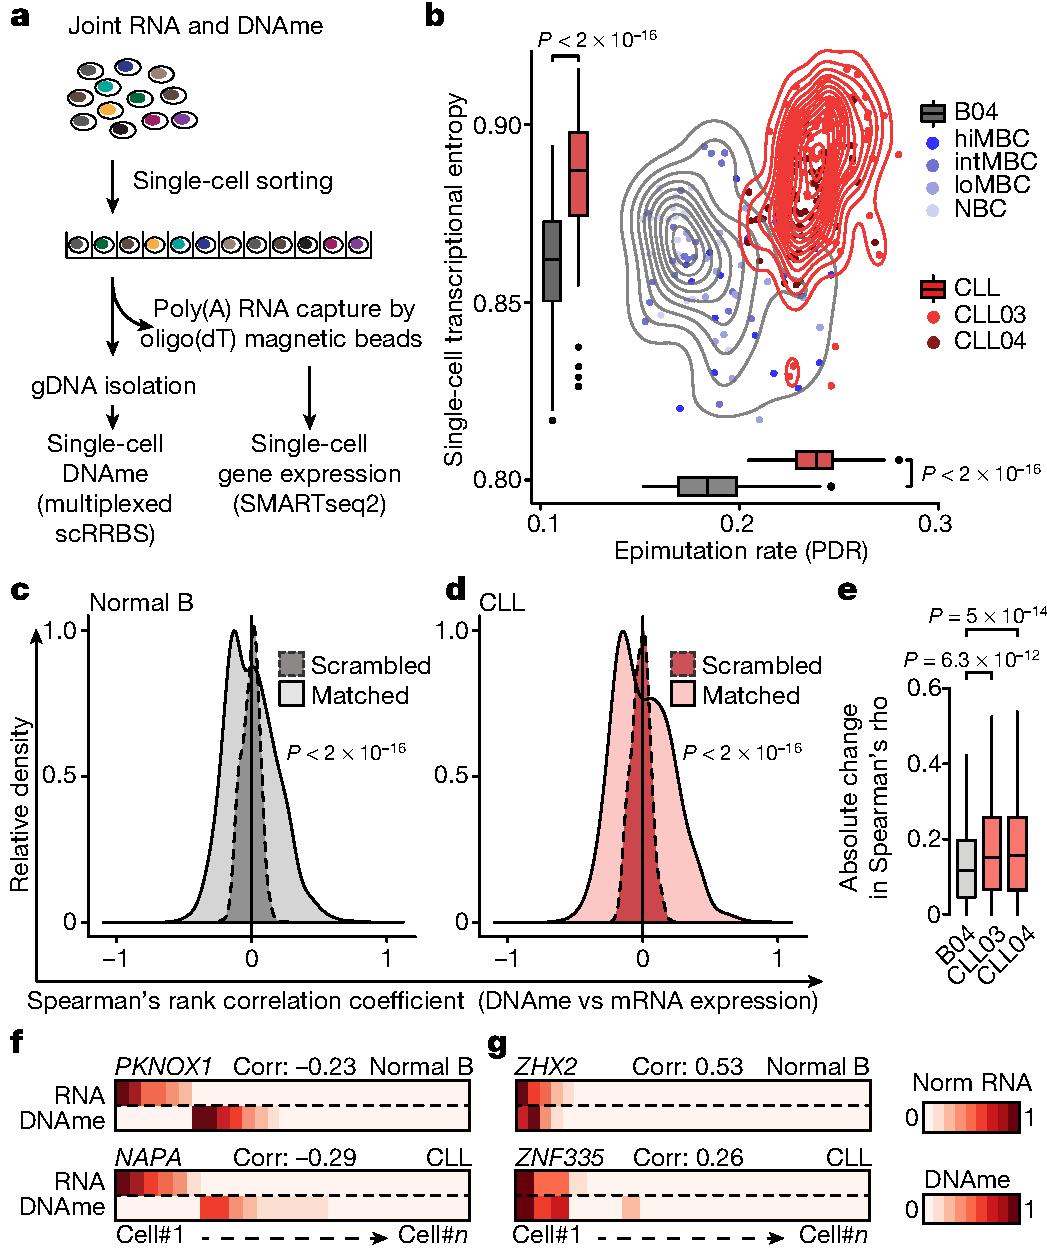 a
Joint RNA and DNAme
Single-cell sorting
Poly(A) RNA capture by
oligo(dT) magnetic beads
gDNA isolation
Single-cell
DNAme
(multiplexed
scRRBS)
Single-cell
gene expression
(SMARTseq2)
b
P < 2 × 10⁻¹⁶
Single-cell transcriptional entropy
0.90
0.85
0.80
0.1
0.2
0.3
Epimutation rate (PDR)
P < 2 × 10⁻¹⁶
B04
hiMBC
intMBC
loMBC
NBC
CLL
CLL03
CLL04
c
Normal B
Relative density
1.0
0.5
0
Scrambled
Matched
P < 2 × 10⁻¹⁶
−1
0
1
d
CLL
1.0
0.5
0
Scrambled
Matched
P < 2 × 10⁻¹⁶
−1
0
1
Spearman's rank correlation coefficient (DNAme vs mRNA expression)
e
P = 5 × 10⁻¹⁴
P = 6.3 × 10⁻¹²
Absolute change
in Spearman's rho
0.6
0.4
0.2
0
B04
CLL03
CLL04
f
PKNOX1 Corr: −0.23 Normal B
RNA
DNAme
NAPA Corr: −0.29 CLL
RNA
DNAme
Cell#1 Cell#n
g
ZHX2 Corr: 0.53 Normal B
ZNF335 Corr: 0.26 CLL
Cell#1 Cell#n
Norm RNA
0 1
DNAme
0 1